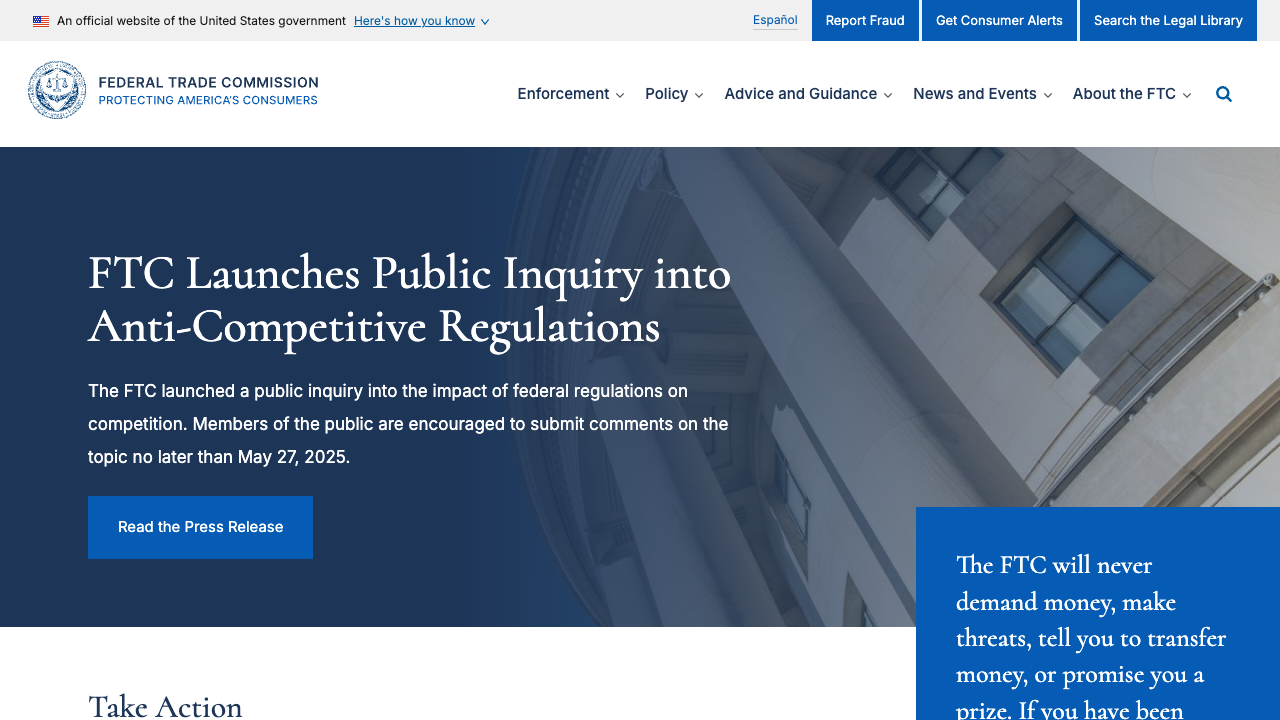 An official website of the United States government Here's how you know
Español
Report Fraud
Get Consumer Alerts
Search the Legal Library
FEDERAL TRADE COMMISSION
PROTECTING AMERICA'S CONSUMERS
Enforcement
Policy
Advice and Guidance
News and Events
About the FTC
FTC Launches Public Inquiry into
Anti-Competitive Regulations
The FTC launched a public inquiry into the impact of federal regulations on
competition. Members of the public are encouraged to submit comments on the
topic no later than May 27, 2025.
Read the Press Release
The FTC will never
demand money, make
threats, tell you to transfer
money, or promise you a
prize. If you have been
Take Action